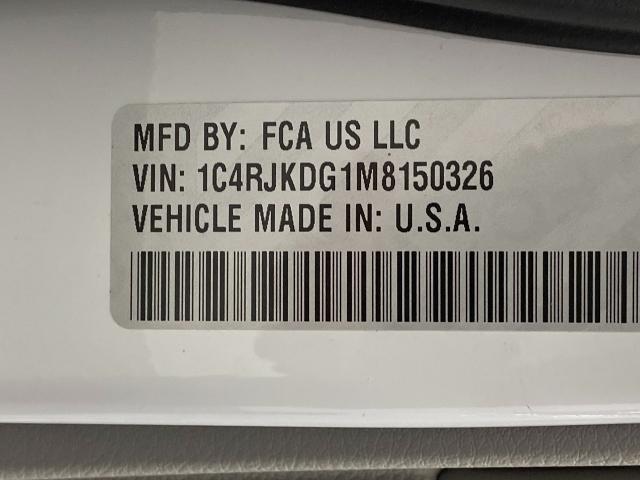 MFD BY: FCA US LLC
VIN: 1C4RJKDG1M8150326
VEHICLE MADE IN: U.S.A.